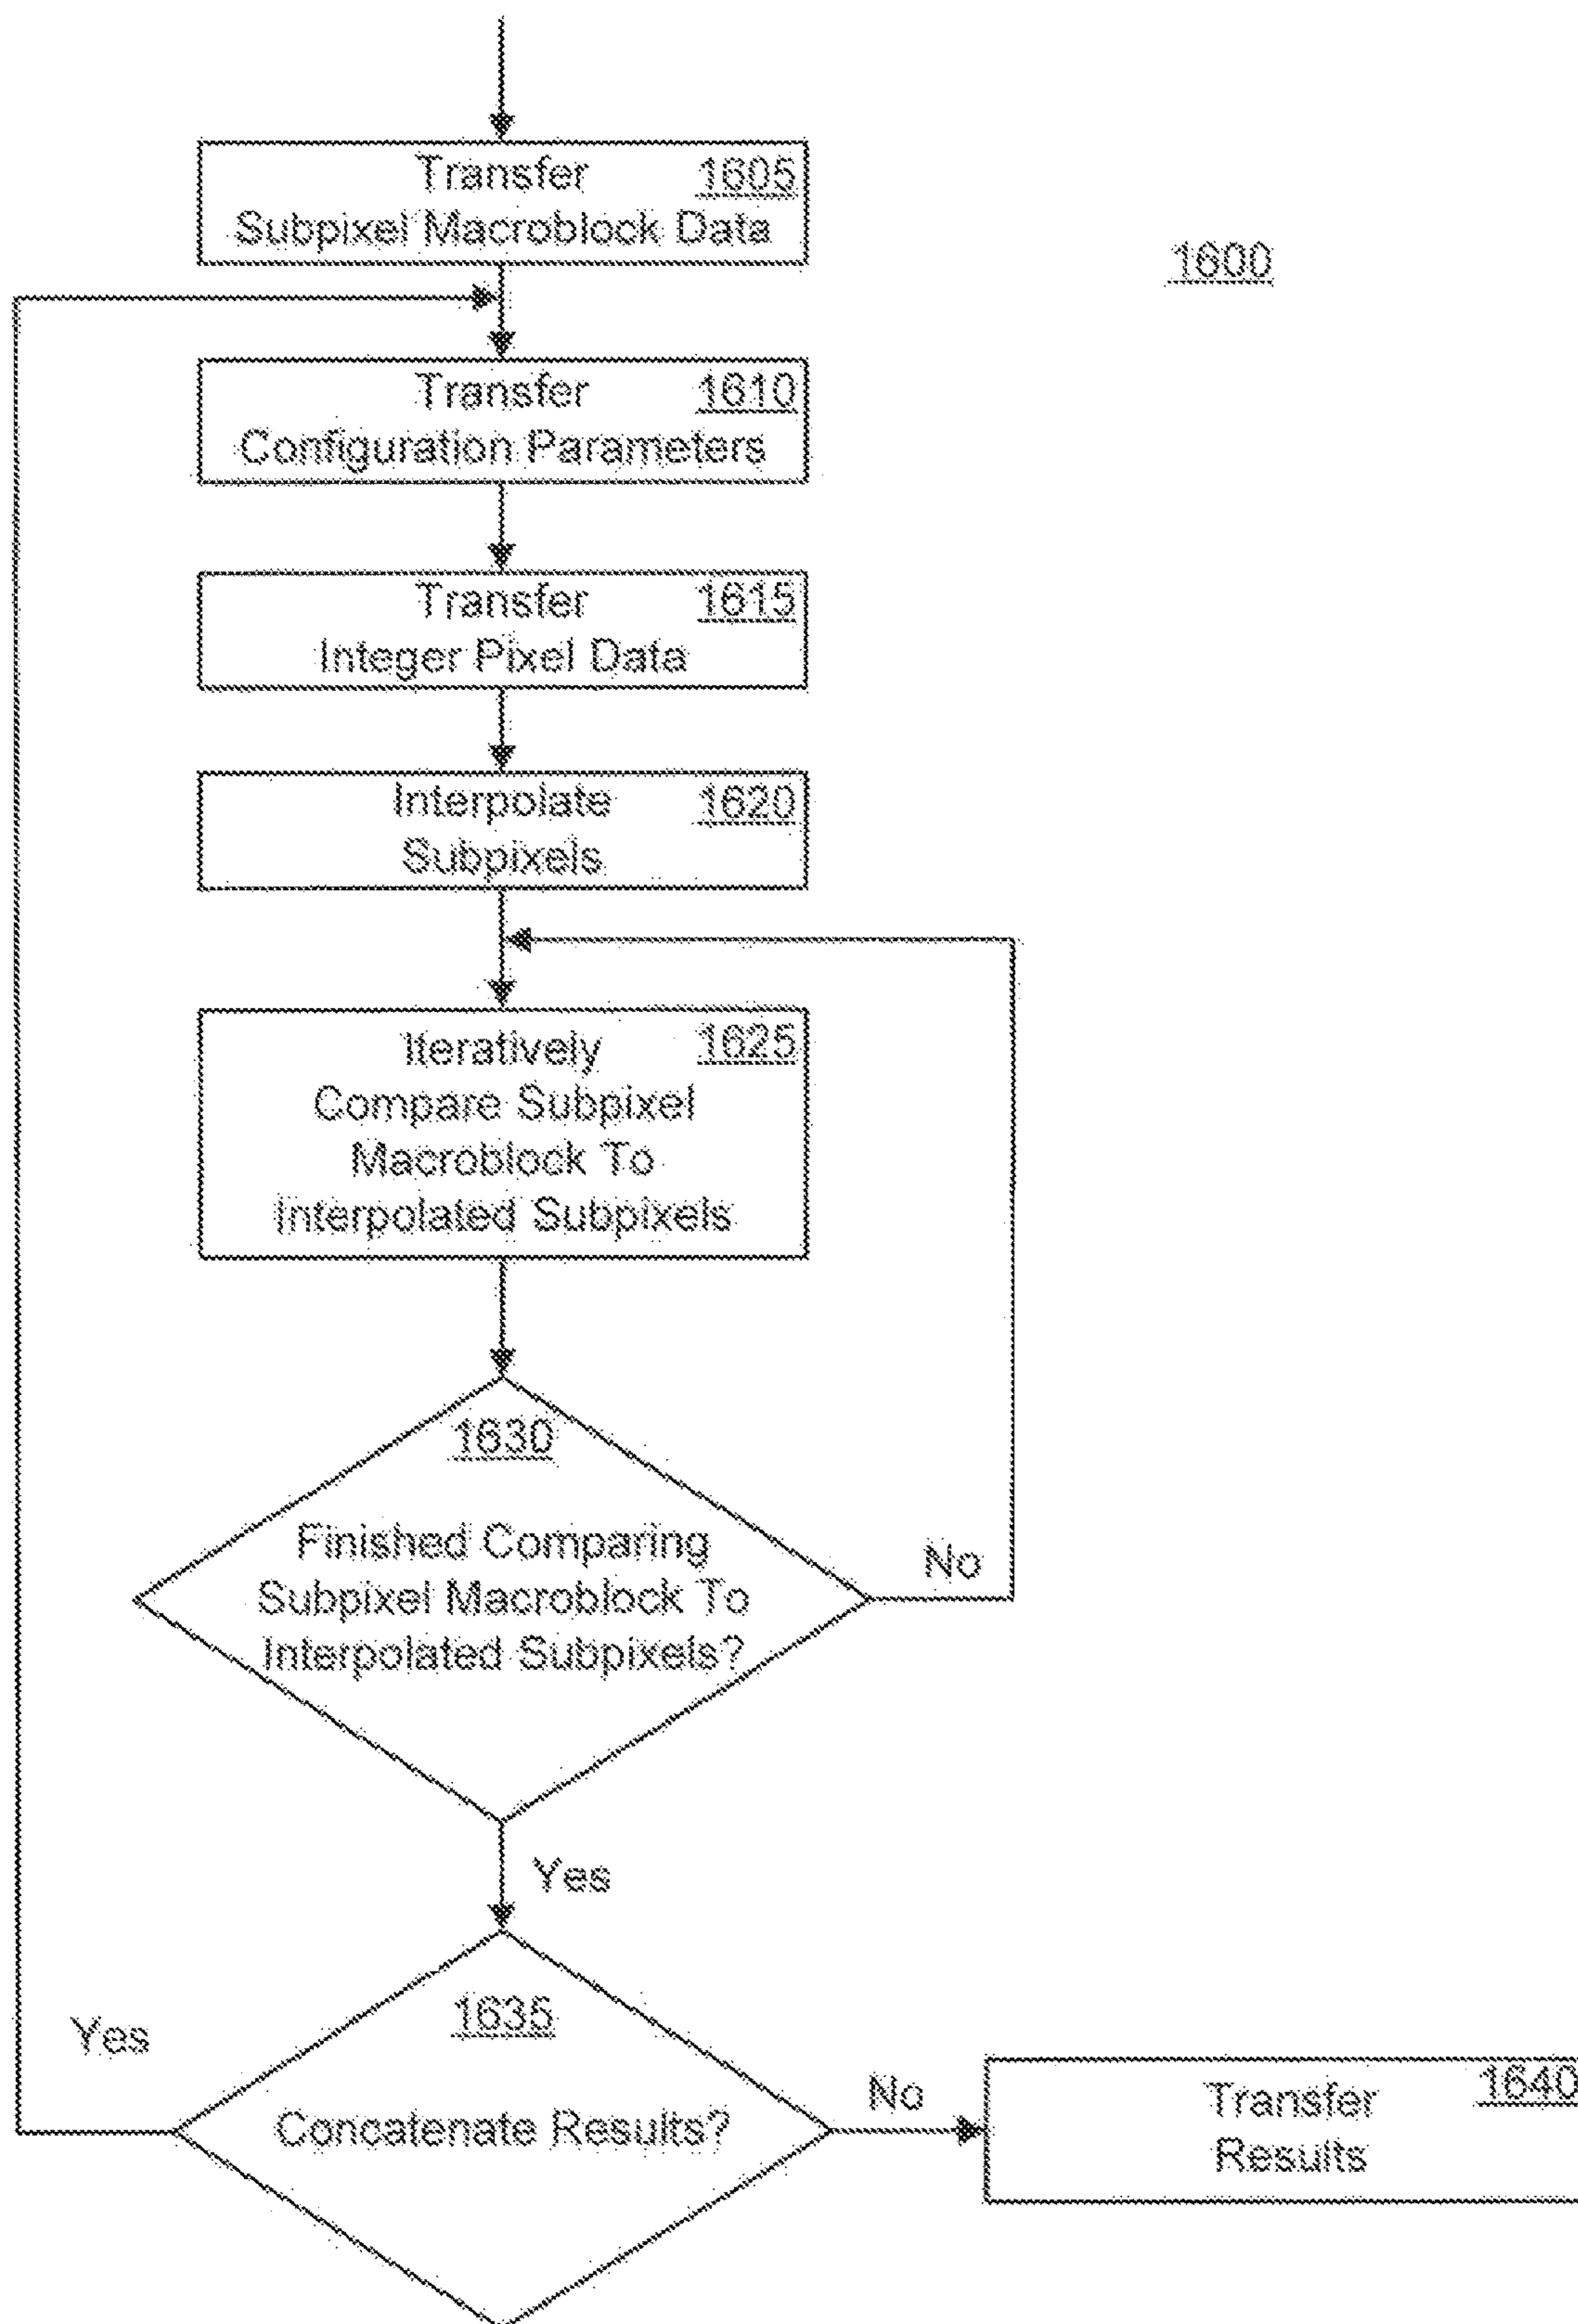 Transfer 1605
Subpixel Macroblock Data
1600
Transfer 1610
Configuration Parameters
Transfer 1615
Integer Pixel Data
Interpolate 1620
Subpixels
Iteratively 1625
Compare Subpixel
Macroblock To
Interpolated Subpixels
1630
Finished Comparing
Subpixel Macroblock To
Interpolated Subpixels?
No
Yes
1635
Concatenate Results?
Yes
No
Transfer 1640
Results